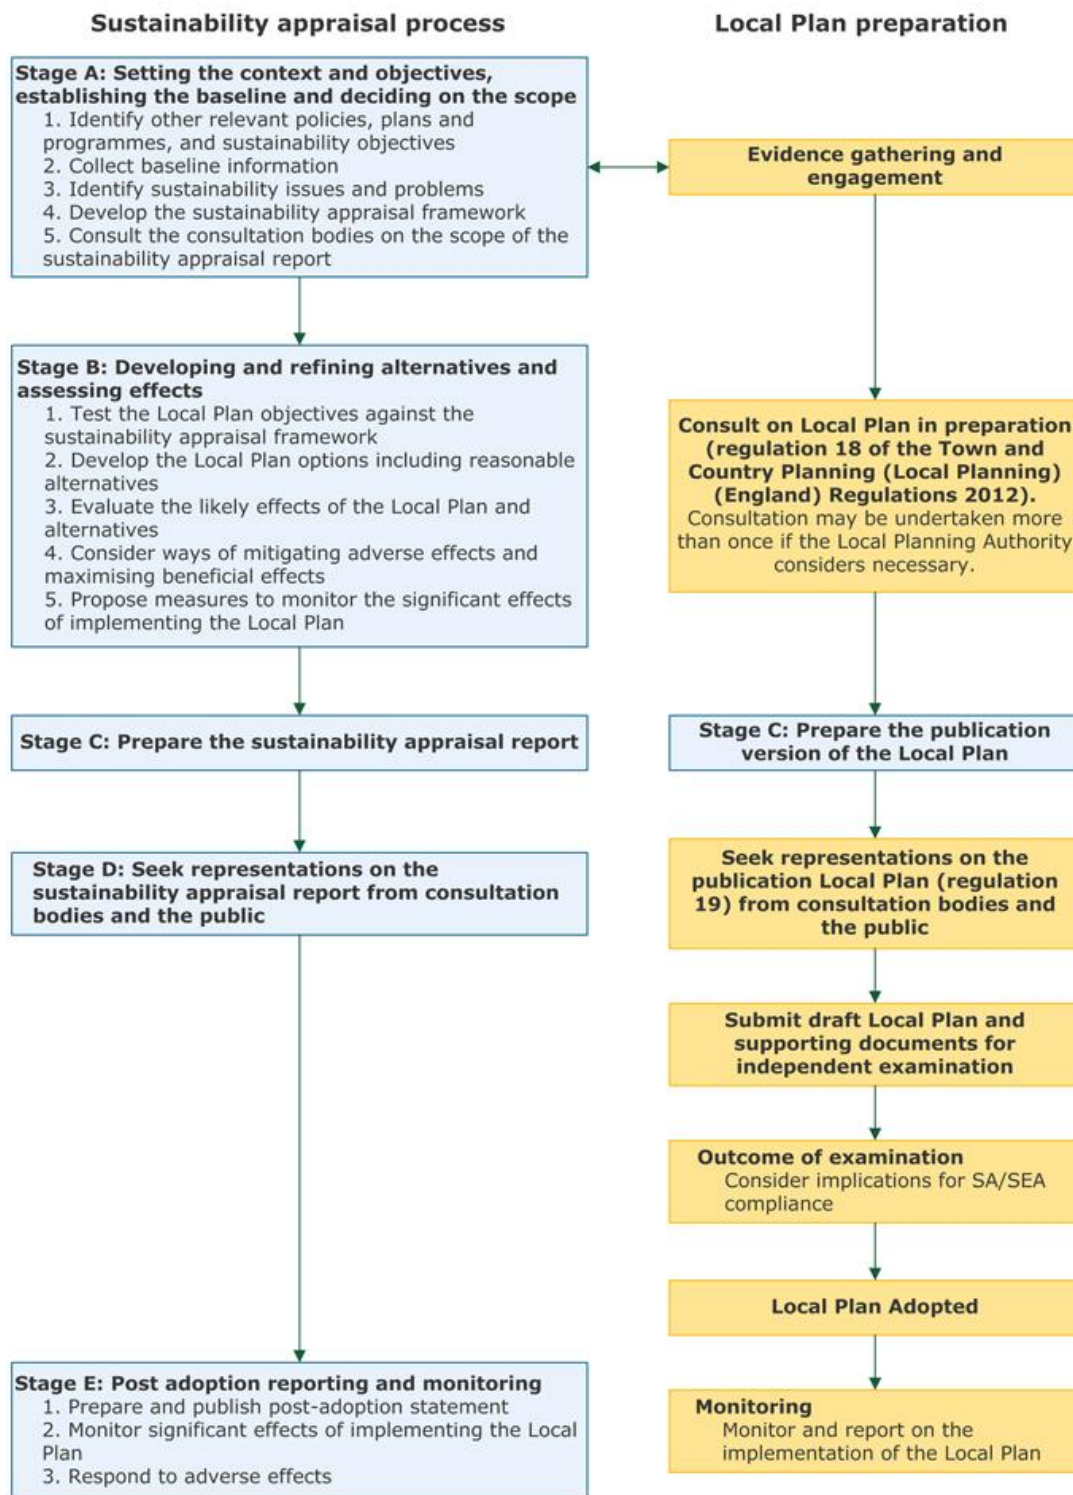 Sustainability appraisal process
Stage A: Setting the context and objectives,
establishing the baseline and deciding on the scope
1. Identify other relevant policies, plans and
programmes, and sustainability objectives
2. Collect baseline information
3. Identify sustainability issues and problems
4. Develop the sustainability appraisal framework
5. Consult the consultation bodies on the scope of the
sustainability appraisal report
Stage B: Developing and refining alternatives and
assessing effects
1. Test the Local Plan objectives against the
sustainability appraisal framework
2. Develop the Local Plan options including reasonable
alternatives
3. Evaluate the likely effects of the Local Plan and
alternatives
4. Consider ways of mitigating adverse effects and
maximising beneficial effects
5. Propose measures to monitor the significant effects
of implementing the Local Plan
Stage C: Prepare the sustainability appraisal report
Stage D: Seek representations on the
sustainability appraisal report from consultation
bodies and the public
Stage E: Post adoption reporting and monitoring
1. Prepare and publish post-adoption statement
2. Monitor significant effects of implementing the Local
Plan
3. Respond to adverse effects
Local Plan preparation
Evidence gathering and
engagement
Consult on Local Plan in preparation
(regulation 18 of the Town and
Country Planning (Local Planning)
(England) Regulations 2012).
Consultation may be undertaken more
than once if the Local Planning Authority
considers necessary.
Stage C: Prepare the publication
version of the Local Plan
Seek representations on the
publication Local Plan (regulation
19) from consultation bodies and
the public
Submit draft Local Plan and
supporting documents for
independent examination
Outcome of examination
Consider implications for SA/SEA
compliance
Local Plan Adopted
Monitoring
Monitor and report on the
implementation of the Local Plan